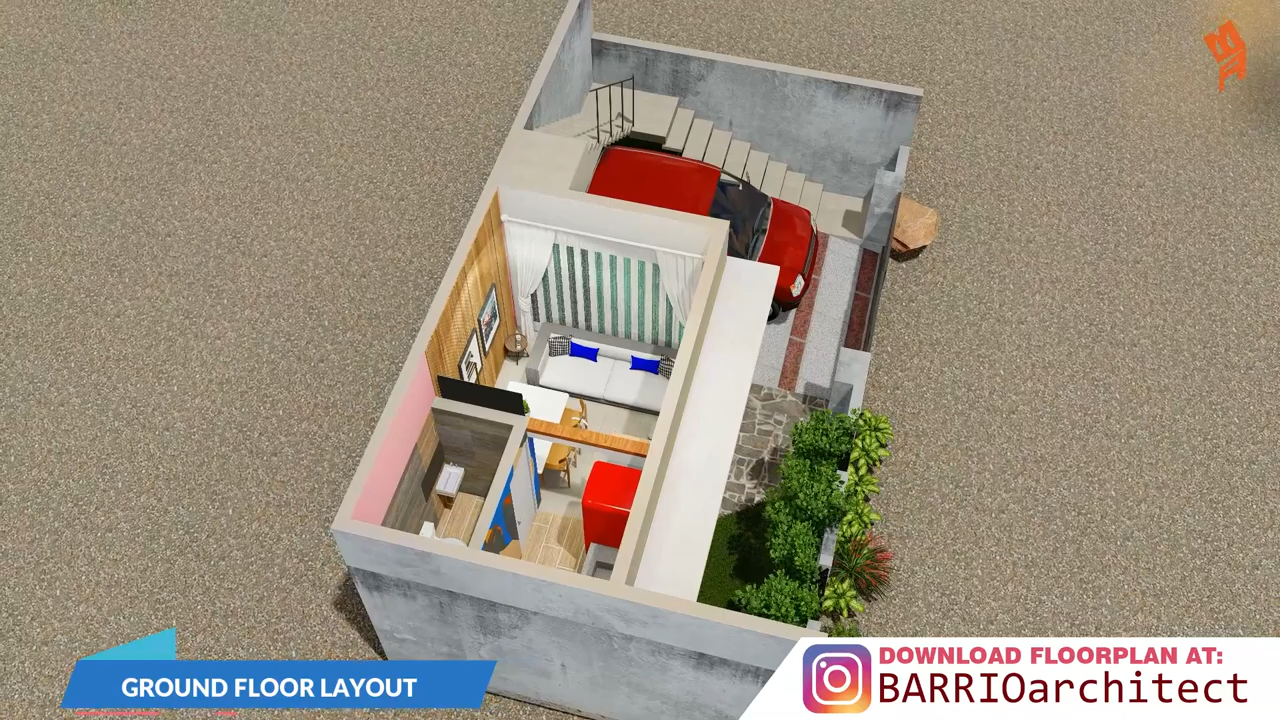 GROUND FLOOR LAYOUT
DOWNLOAD FLOORPLAN AT:
BARRIOarchitect